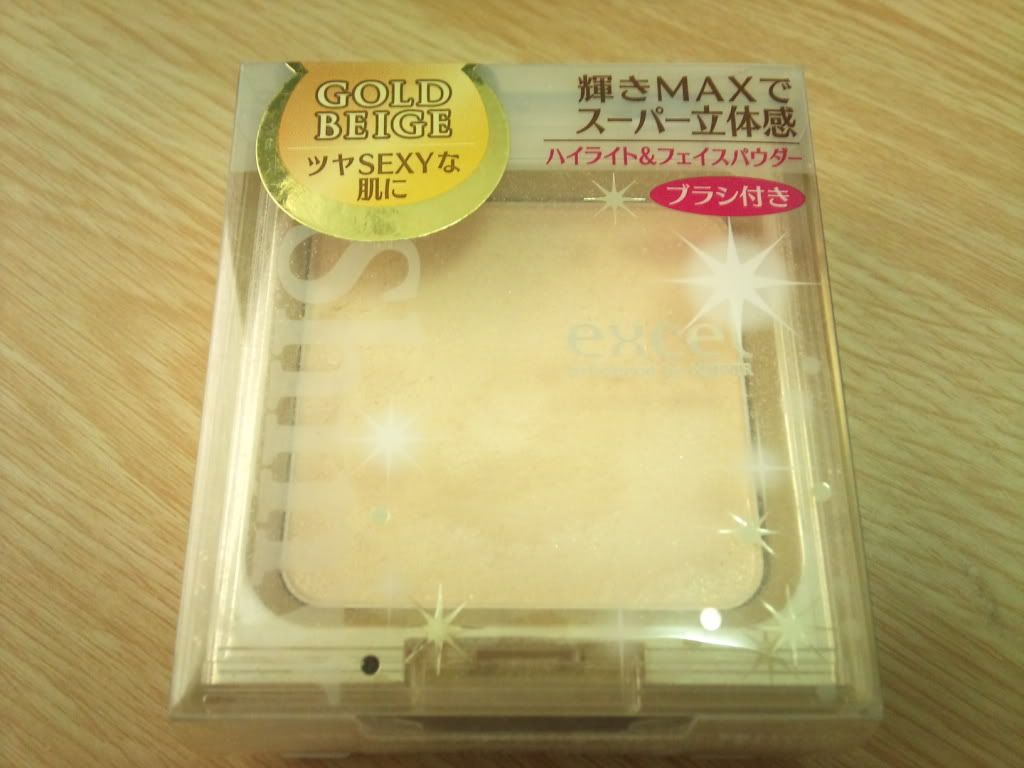 GOLD
BEIGE
ツヤSEXYな
肌に
輝きMAXで
スーパー立体感
ハイライト&フェイスパウダー
ブラシ付き
excel